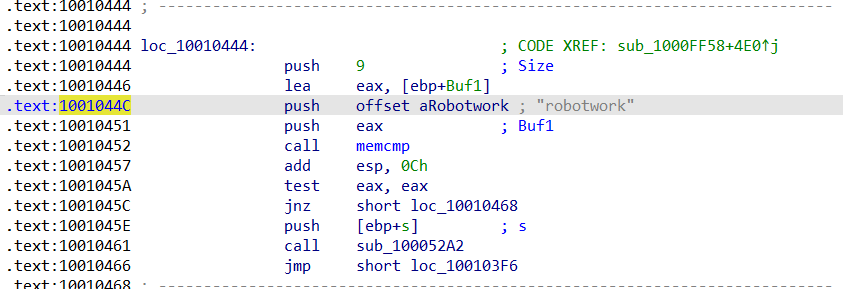 .text:10010444 ; ---------------------------------------------------------------------------
.text:10010444
.text:10010444 loc_10010444: ; CODE XREF: sub_1000FF58+4E0↑j
.text:10010444 push 9 ; Size
.text:10010446 lea eax, [ebp+Buf1]
.text:1001044C push offset aRobotwork ; "robotwork"
.text:10010451 push eax ; Buf1
.text:10010452 call memcmp
.text:10010457 add esp, 0Ch
.text:1001045A test eax, eax
.text:1001045C jnz short loc_10010468
.text:1001045E push [ebp+s] ; s
.text:10010461 call sub_100052A2
.text:10010466 jmp short loc_100103F6
.text:10010468 ; ---------------------------------------------------------------------------